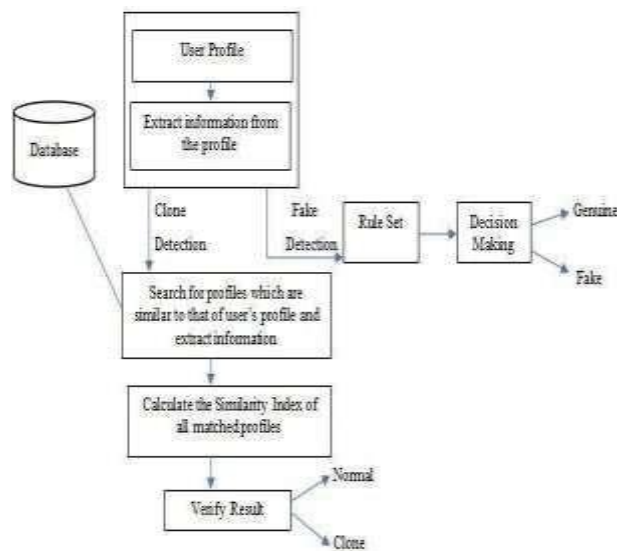 User Profile
Extract information from
the profile
Database
Clone
Detection
Fake
Detection
Rule Set
Decision
Making
Genuine
Fake
Search for profiles which are
similar to that of user's profile and
extract information
Calculate the Similarity Index of
all matched profiles
Verify Result
Normal
Clone